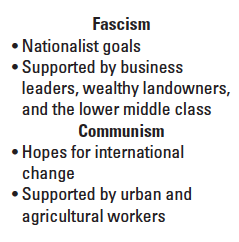 Fascism
• Nationalist goals
• Supported by business
leaders, wealthy landowners,
and the lower middle class
Communism
• Hopes for international
change
• Supported by urban and
agricultural workers